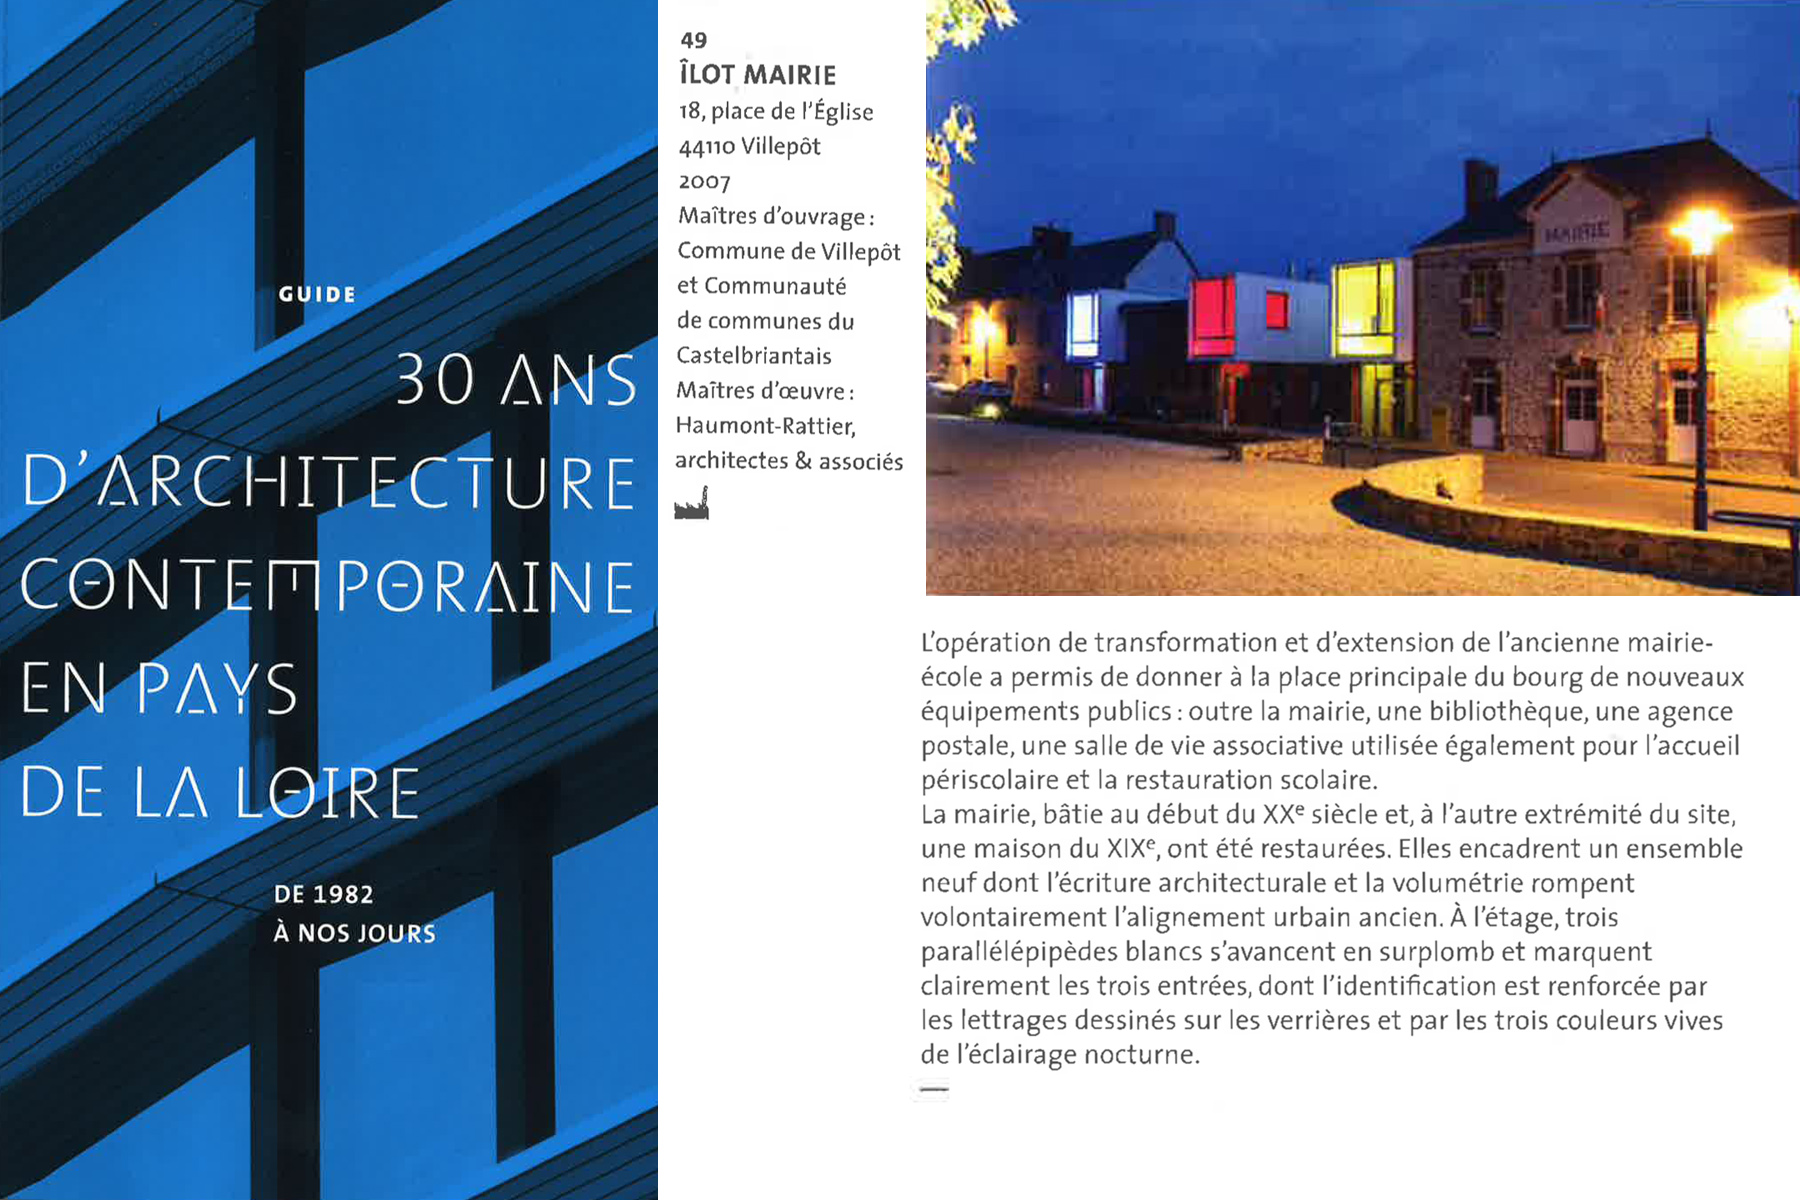 GUIDE
30 ANS
D'ARCHITECTURE
CONTEMPORAINE
EN PAYS
DE LA LOIRE
DE 1982
À NOS JOURS
49
ÎLOT MAIRIE
18, place de l'Église
44110 Villepôt
2007
Maîtres d'ouvrage :
Commune de Villepôt
et Communauté
de communes du
Castelbriantais
Maîtres d'œuvre :
Haumont-Rattier,
architectes & associés
MAIRIE
L'opération de transformation et d'extension de l'ancienne mairie-
école a permis de donner à la place principale du bourg de nouveaux
équipements publics : outre la mairie, une bibliothèque, une agence
postale, une salle de vie associative utilisée également pour l'accueil
périscolaire et la restauration scolaire.
La mairie, bâtie au début du XXe siècle et, à l'autre extrémité du site,
une maison du XIXe, ont été restaurées. Elles encadrent un ensemble
neuf dont l'écriture architecturale et la volumétrie rompent
volontairement l'alignement urbain ancien. À l'étage, trois
parallélépipèdes blancs s'avancent en surplomb et marquent
clairement les trois entrées, dont l'identification est renforcée par
les lettrages dessinés sur les verrières et par les trois couleurs vives
de l'éclairage nocturne.